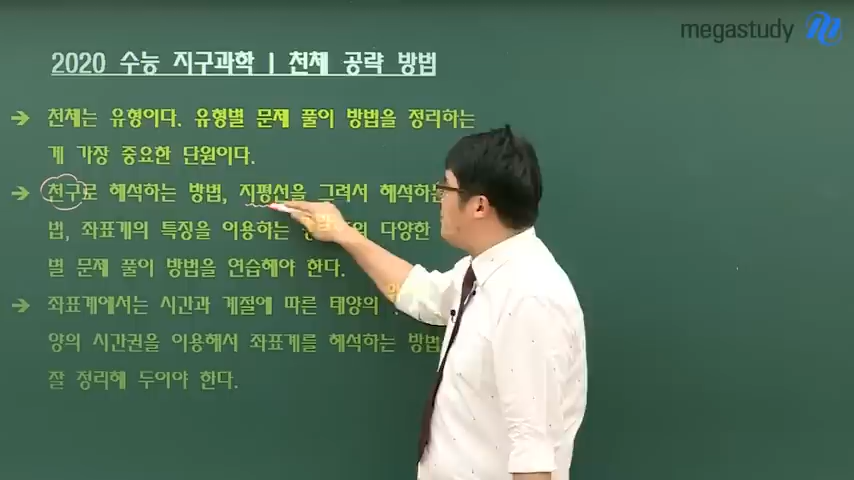 megastudy
2020 수능 지구과학 I 천체 공략 방법
→ 천체는 유형이다. 유형별 문제 풀이 방법을 정리하는
게 가장 중요한 단원이다.
→ 천구로 해석하는 방법, 지평선을 그려서 해석하는
법, 좌표계의 특징을 이용하는 다양한
별 문제 풀이 방법을 연습해야 한다.
→ 좌표계에서는 시간과 계절에 따른 태양의
양의 시간권을 이용해서 좌표계를 해석하는 방법
잘 정리해 두어야 한다.